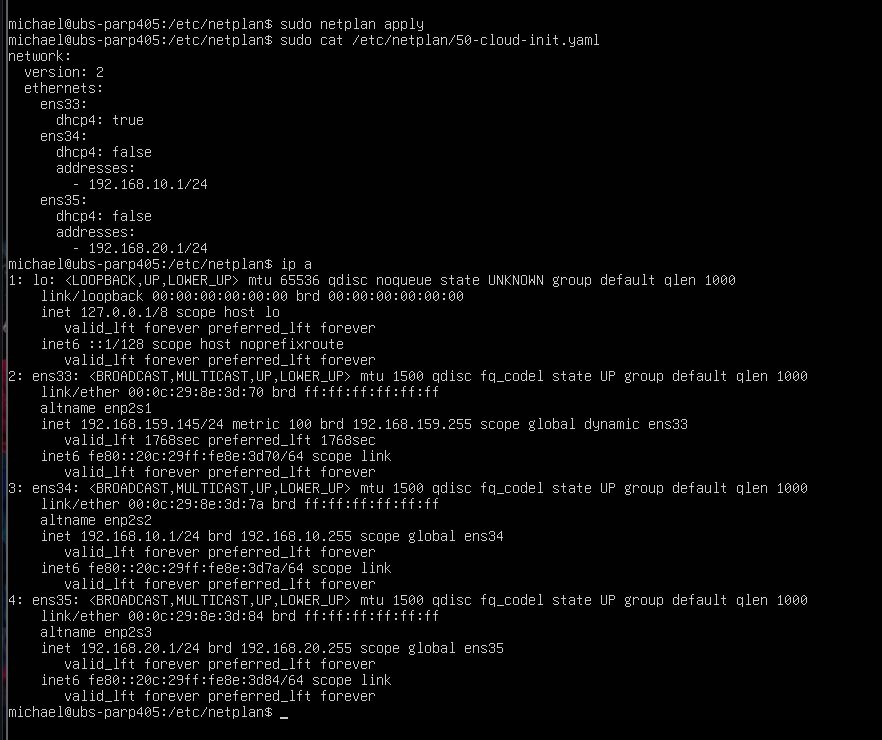 michael@ubs-parp405:/etc/netplan$ sudo netplan apply
michael@ubs-parp405:/etc/netplan$ sudo cat /etc/netplan/50-cloud-init.yaml
network:
  version: 2
  ethernets:
    ens33:
      dhcp4: true
    ens34:
      dhcp4: false
      addresses:
        - 192.168.10.1/24
    ens35:
      dhcp4: false
      addresses:
        - 192.168.20.1/24
michael@ubs-parp405:/etc/netplan$ ip a
1: lo: <LOOPBACK,UP,LOWER_UP> mtu 65536 qdisc noqueue state UNKNOWN group default qlen 1000
    link/loopback 00:00:00:00:00:00 brd 00:00:00:00:00:00
    inet 127.0.0.1/8 scope host lo
       valid_lft forever preferred_lft forever
    inet6 ::1/128 scope host noprefixroute
       valid_lft forever preferred_lft forever
2: ens33: <BROADCAST,MULTICAST,UP,LOWER_UP> mtu 1500 qdisc fq_codel state UP group default qlen 1000
    link/ether 00:0c:29:8e:3d:70 brd ff:ff:ff:ff:ff:ff
    altname enp2s1
    inet 192.168.159.145/24 metric 100 brd 192.168.159.255 scope global dynamic ens33
       valid_lft 1768sec preferred_lft 1768sec
    inet6 fe80::20c:29ff:fe8e:3d70/64 scope link
       valid_lft forever preferred_lft forever
3: ens34: <BROADCAST,MULTICAST,UP,LOWER_UP> mtu 1500 qdisc fq_codel state UP group default qlen 1000
    link/ether 00:0c:29:8e:3d:7a brd ff:ff:ff:ff:ff:ff
    altname enp2s2
    inet 192.168.10.1/24 brd 192.168.10.255 scope global ens34
       valid_lft forever preferred_lft forever
    inet6 fe80::20c:29ff:fe8e:3d7a/64 scope link
       valid_lft forever preferred_lft forever
4: ens35: <BROADCAST,MULTICAST,UP,LOWER_UP> mtu 1500 qdisc fq_codel state UP group default qlen 1000
    link/ether 00:0c:29:8e:3d:84 brd ff:ff:ff:ff:ff:ff
    altname enp2s3
    inet 192.168.20.1/24 brd 192.168.20.255 scope global ens35
       valid_lft forever preferred_lft forever
    inet6 fe80::20c:29ff:fe8e:3d84/64 scope link
       valid_lft forever preferred_lft forever
michael@ubs-parp405:/etc/netplan$ _